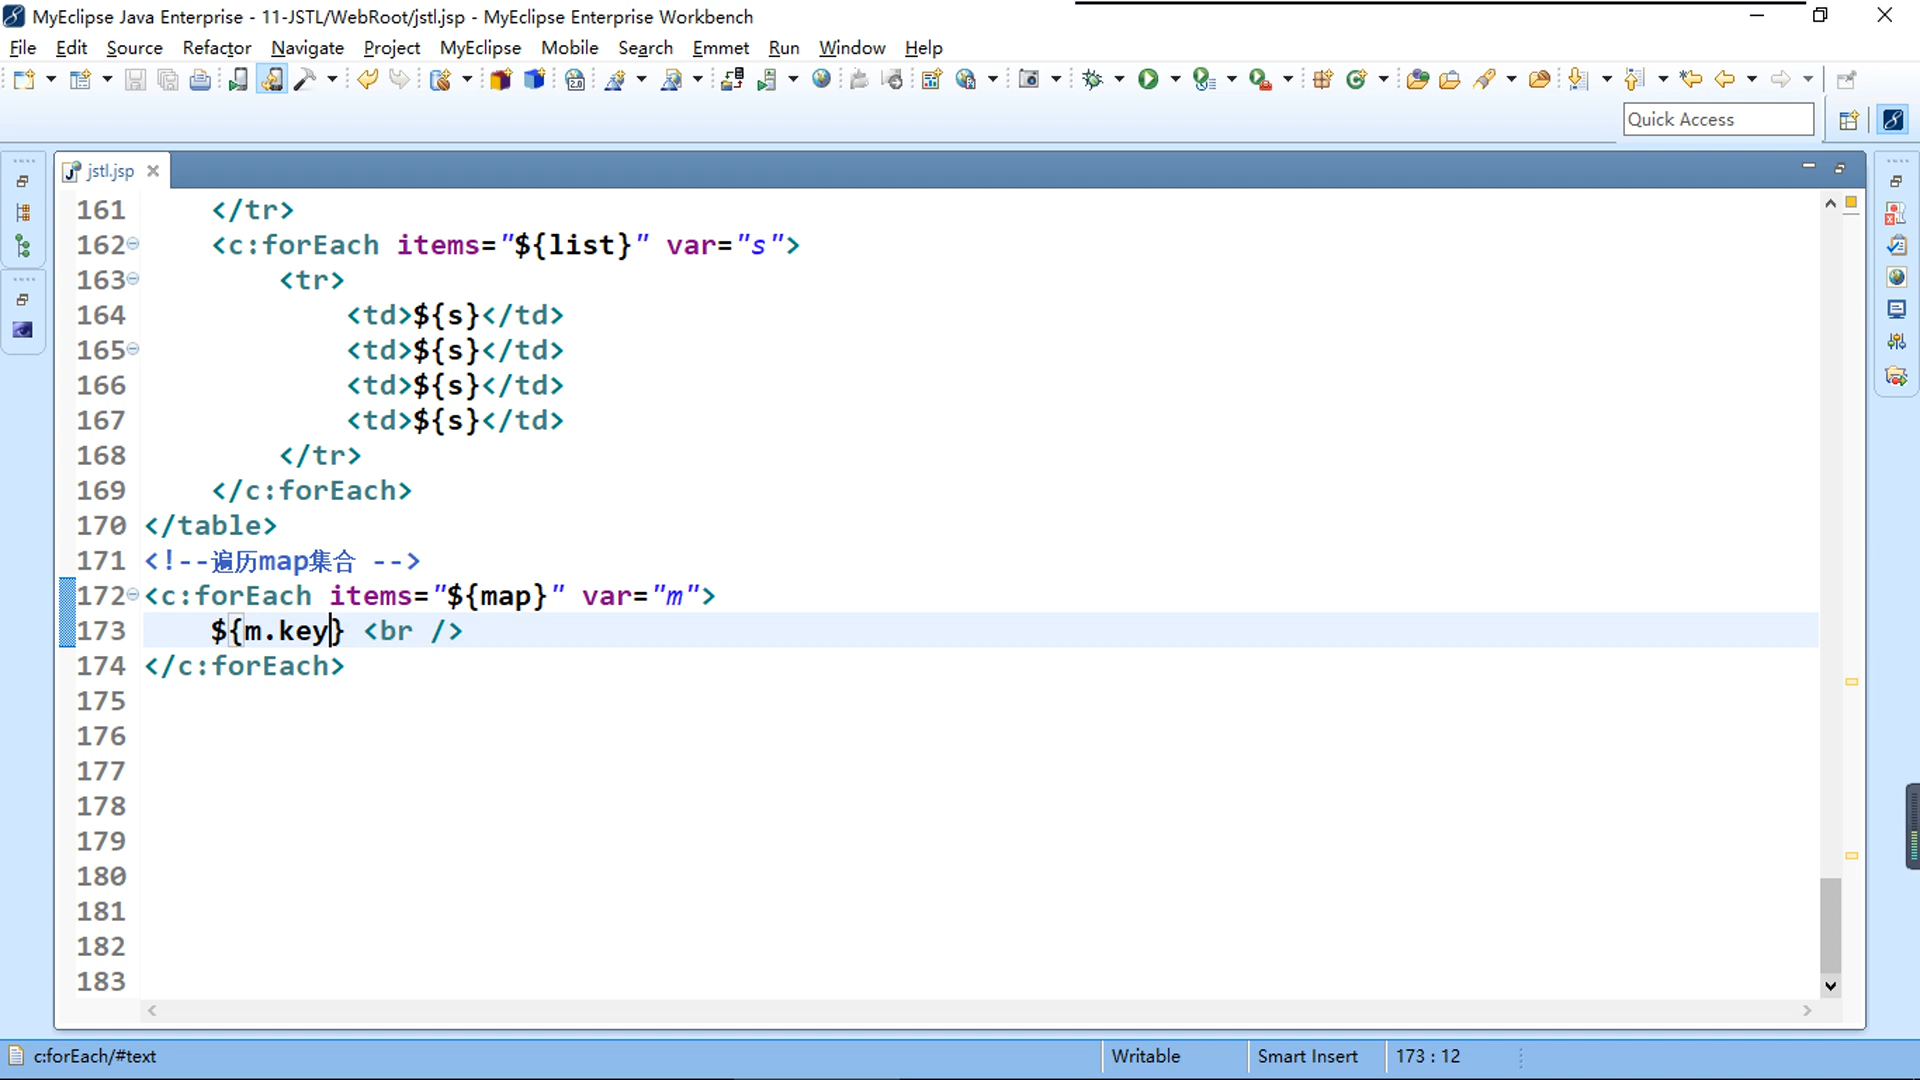 MyEclipse Java Enterprise - 11-JSTL/WebRoot/jstl.jsp - MyEclipse Enterprise Workbench
File Edit Source Refactor Navigate Project MyEclipse Mobile Search Emmet Run Window Help
Quick Access
jstl.jsp
161 </tr>
162 <c:forEach items="${list}" var="s">
163 <tr>
164 <td>${s}</td>
165 <td>${s}</td>
166 <td>${s}</td>
167 <td>${s}</td>
168 </tr>
169 </c:forEach>
170 </table>
171 <!--遍历map集合 -->
172 <c:forEach items="${map}" var="m">
173 ${m.key} <br />
174 </c:forEach>
175
176
177
178
179
180
181
182
183
c:forEach/#text Writable Smart Insert 173 : 12